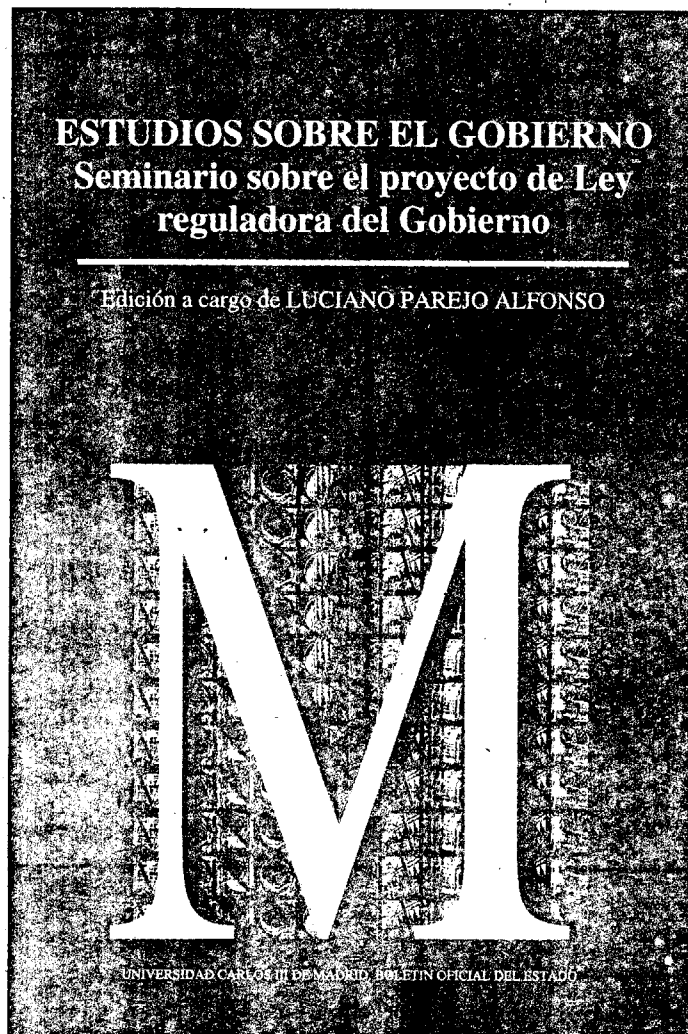 ESTUDIOS SOBRE EL GOBIERNO
Seminario sobre el proyecto de Ley
reguladora del Gobierno
Edición a cargo de LUCIANO PAREJO ALFONSO
M
UNIVERSIDAD CARLOS III DE MADRID. BOLETIN OFICIAL DEL ESTADO